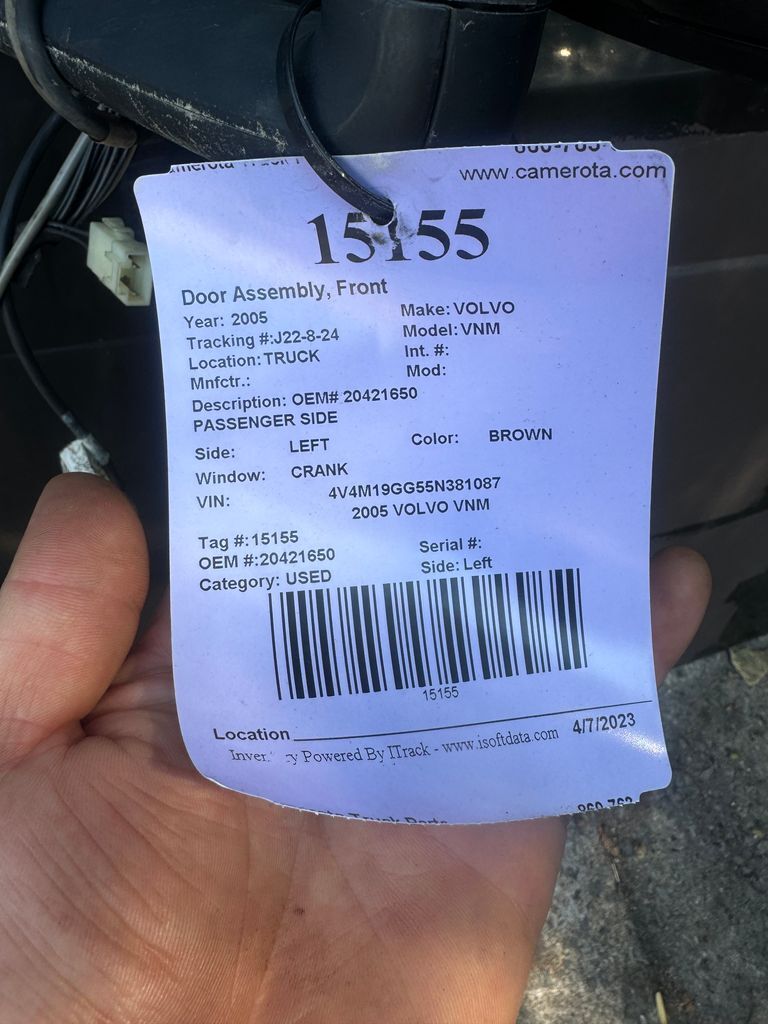 www.camerota.com
15155
Door Assembly, Front
Year: 2005 Make: VOLVO
Tracking #:J22-8-24 Model: VNM
Location: TRUCK Int. #:
Mnfctr.: Mod:
Description: OEM# 20421650
PASSENGER SIDE
Side: LEFT Color: BROWN
Window: CRANK
VIN: 4V4M19GG55N381087
2005 VOLVO VNM
Tag #: 15155
OEM #:20421650 Serial #:
Category: USED Side: Left
15155
Location 4/7/2023
Powered By ITrack - www.isoftdata.com